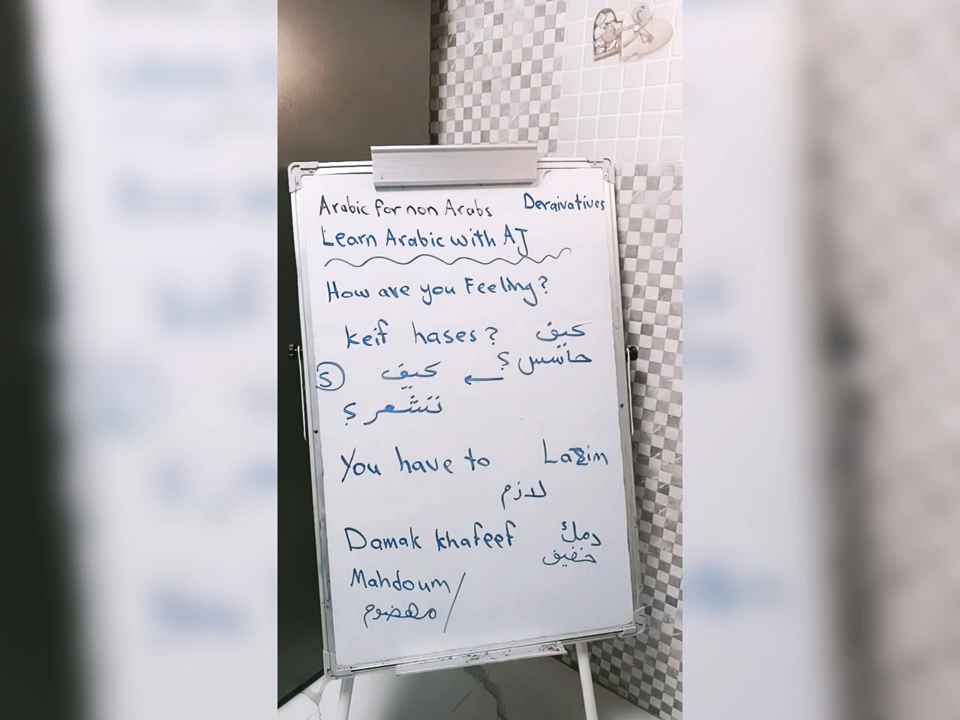 Arabic for non Arabs Deraivatives
Learn Arabic with AJ
How are you Feeling?
keif hases? كيف
حاسس؟
S كيف
تشعر؟
You have to Lazim
لازم
Damak khafeef دمك
خفيف
Mahdoum/
مهضوم/